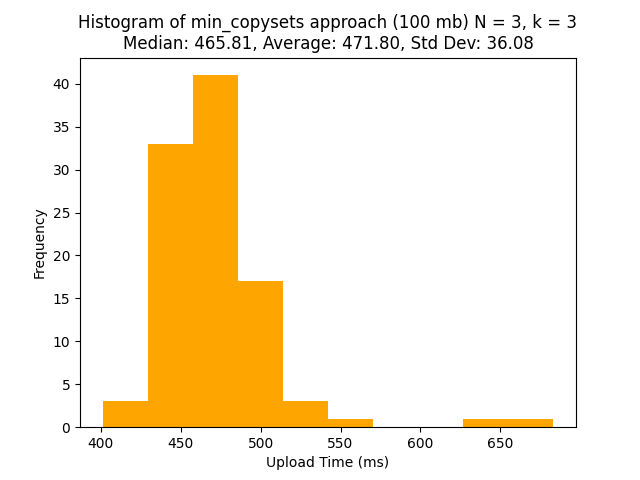 Histogram of min_copysets approach (100 mb) N = 3, k = 3
Median: 465.81, Average: 471.80, Std Dev: 36.08
40
35
30
25
20
15
10
5
0
Frequency
400 450 500 550 600 650
Upload Time (ms)